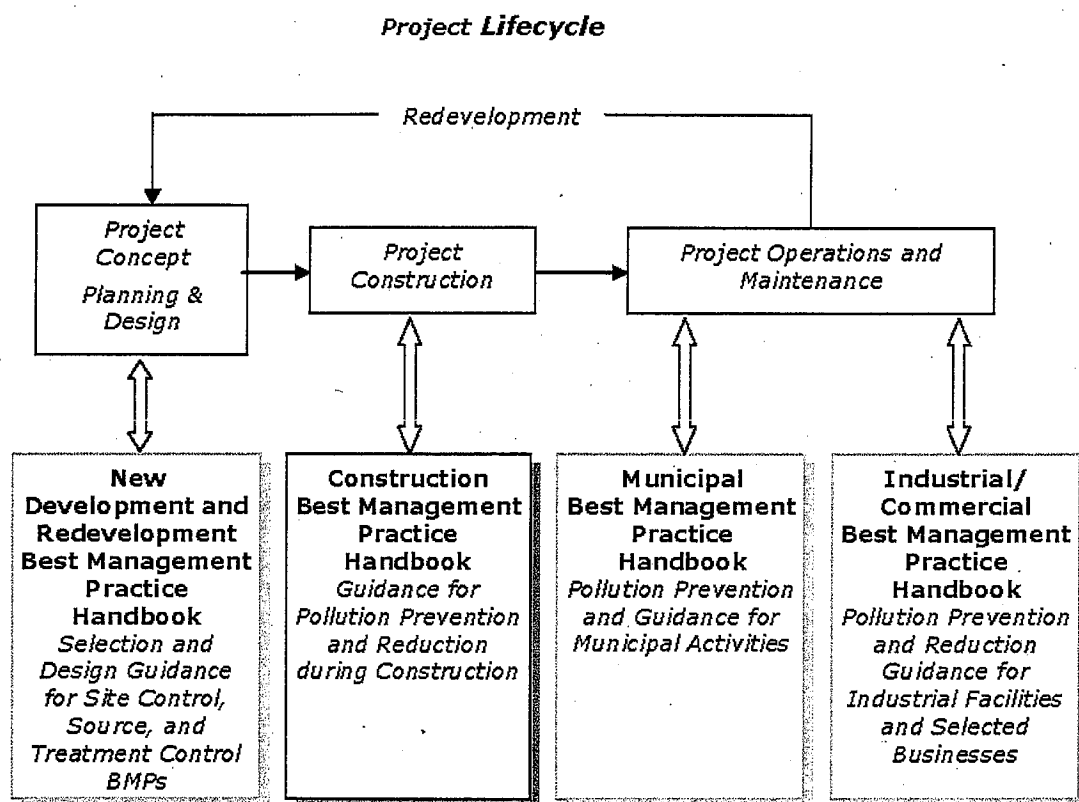 Project Lifecycle
Redevelopment
Project
Concept
Planning &
Design
Project
Construction
Project Operations and
Maintenance
New
Development and
Redevelopment
Best Management
Practice
Handbook
Selection and
Design Guidance
for Site Control,
Source, and
Treatment Control
BMPs
Construction
Best Management
Practice
Handbook
Guidance for
Pollution Prevention
and Reduction
during Construction
Municipal
Best Management
Practice
Handbook
Pollution Prevention
and Guidance for
Municipal Activities
Industrial/
Commercial
Best Management
Practice
Handbook
Pollution Prevention
and Reduction
Guidance for
Industrial Facilities
and Selected
Businesses